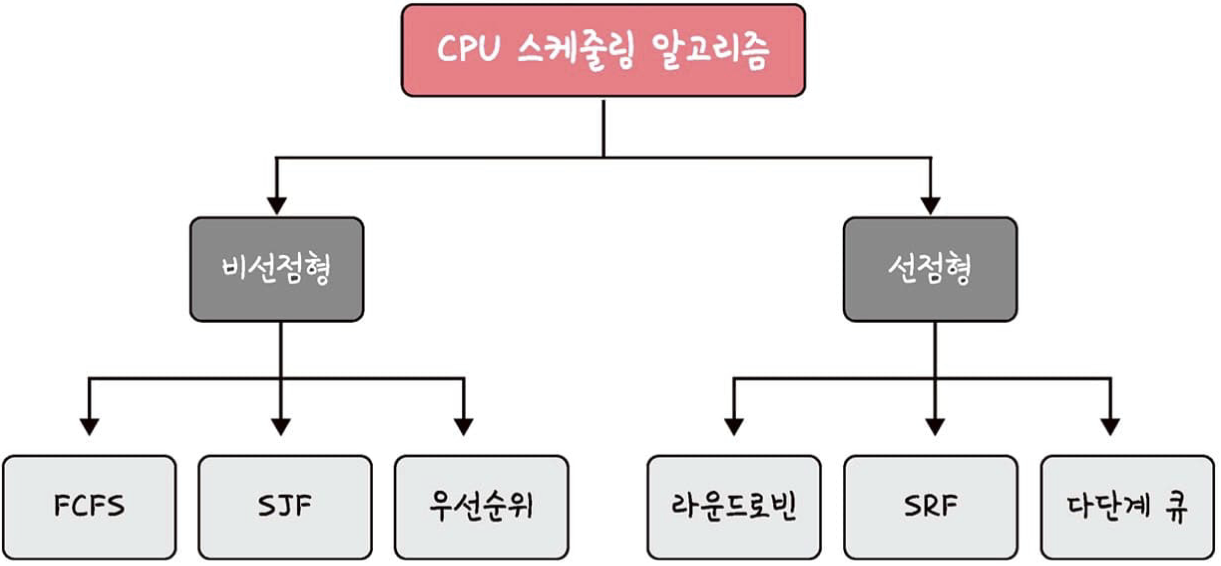 CPU 스케줄링 알고리즘
비선점형
선점형
FCFS
SJF
우선순위
라운드로빈
SRF
다단계 큐